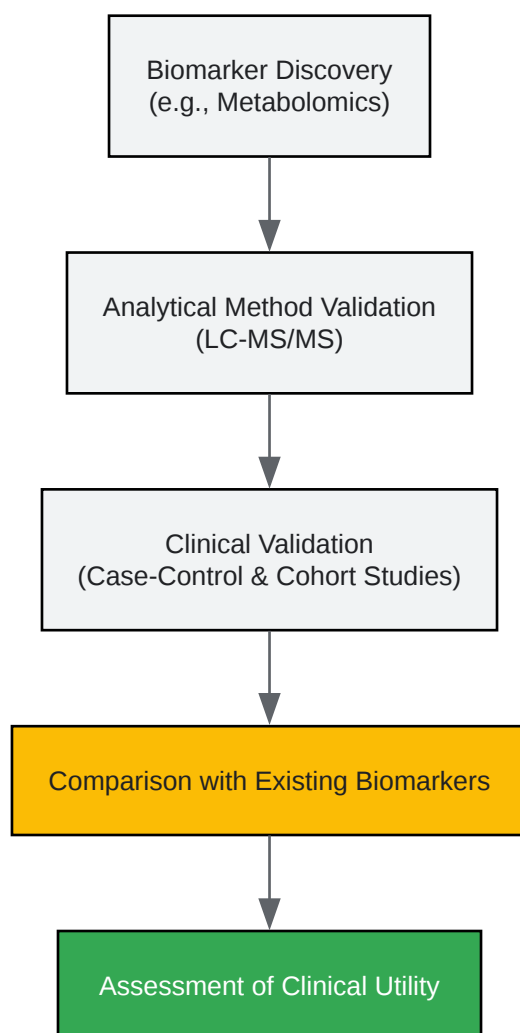 Biomarker Discovery
(e.g., Metabolomics)
Analytical Method Validation
(LC-MS/MS)
Clinical Validation
(Case-Control & Cohort Studies)
Comparison with Existing Biomarkers
Assessment of Clinical Utility